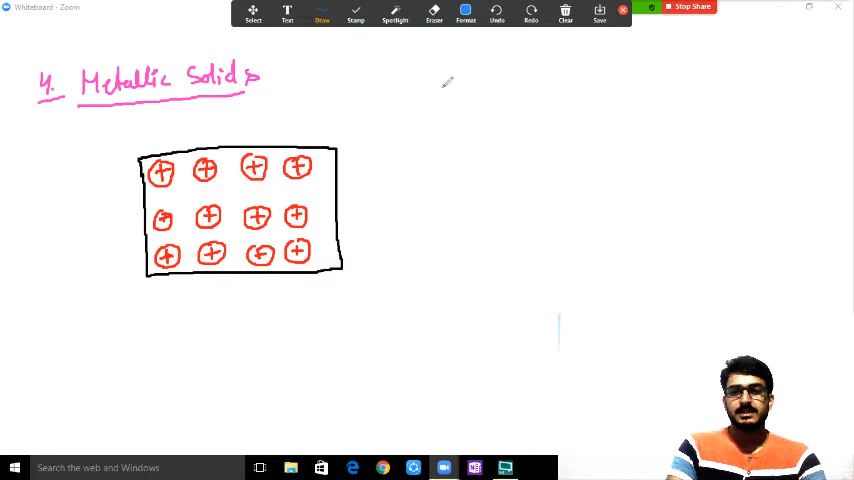 Whiteboard - Zoom
Select Text Draw Stamp Spotlight Eraser Format Undo Redo Clear Save Stop Share
4. Metallic Solids
+ + + +
+ + + +
+ + + +
Search the web and Windows